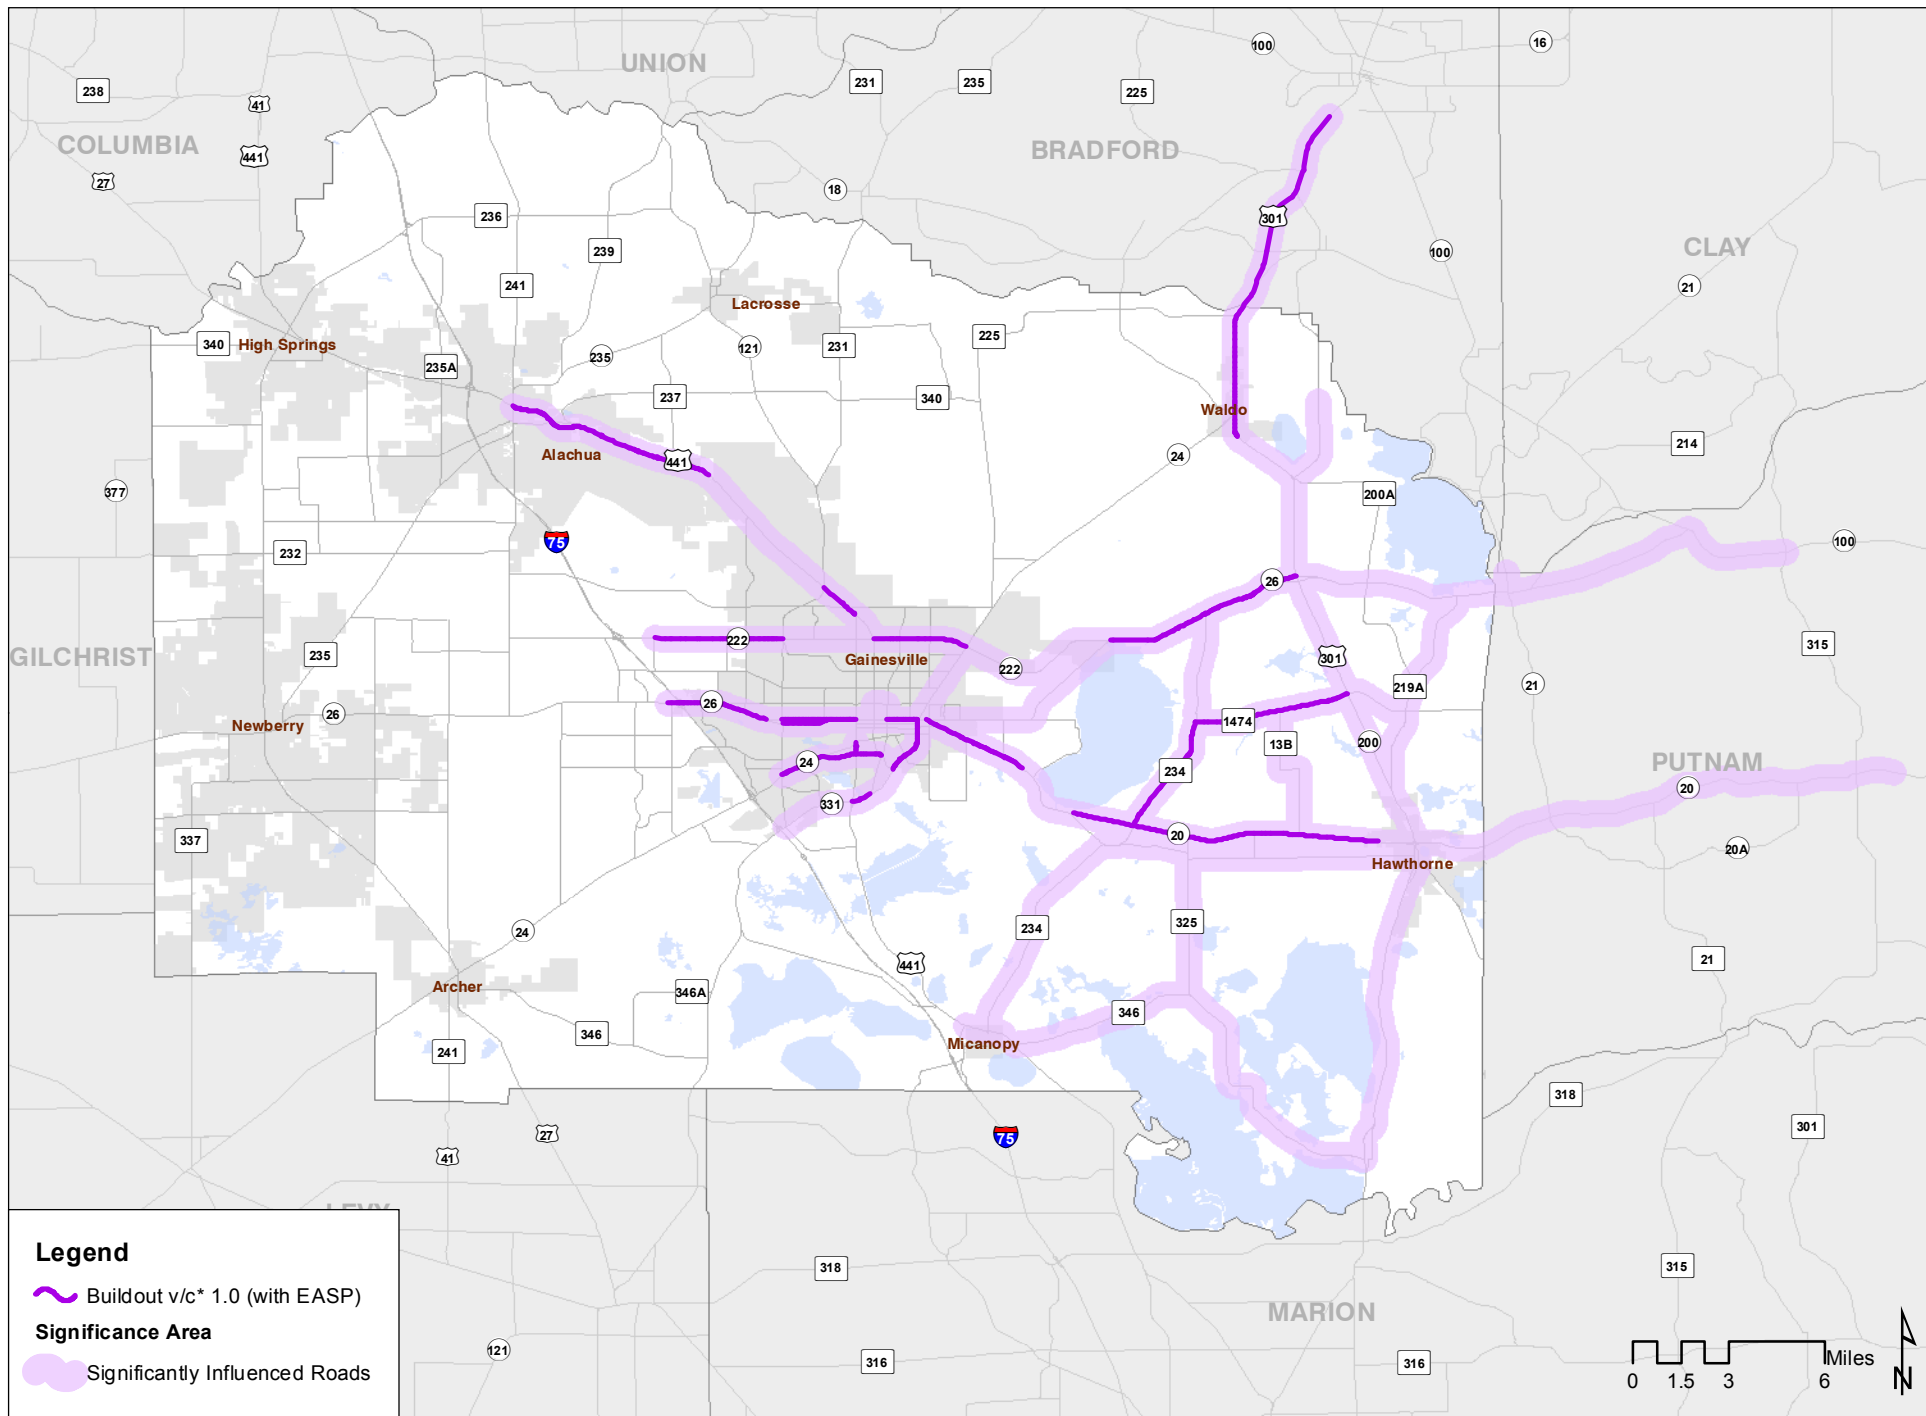 UNION
100
16
238
41
231
235
225
COLUMBIA
441
BRADFORD
27
18
236
301
239
CLAY
100
241
21
Lacrosse
340
High Springs
235A
235
121
231
225
237
340
Waldo
Alachua
441
24
214
377
200A
75
232
100
26
222
Gainesville
222
GILCHRIST
235
301
315
219A
21
26
26
Newberry
1474
13B
200
24
234
PUTNAM
20
331
20
337
20A
Hawthorne
24
234
325
441
21
Archer
346A
346
346
Micanopy
241
318
27
75
301
41
LEVY
318
315
MARION
121
316
316
Legend
Buildout v/c* 1.0 (with EASP)
Significance Area
Significantly Influenced Roads
Miles
0 1.5 3 6
N